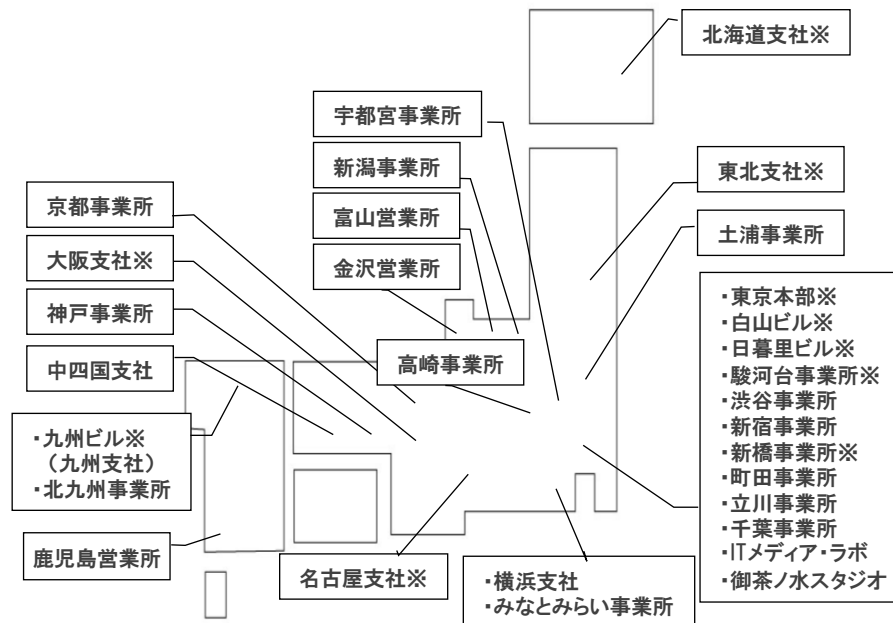 北海道支社※
宇都宮事業所
新潟事業所
富山営業所
金沢営業所
高崎事業所
東北支社※
土浦事業所
京都事業所
大阪支社※
神戸事業所
中四国支社
・九州ビル※
（九州支社）
・北九州事業所
鹿児島営業所
名古屋支社※
・横浜支社
・みなとみらい事業所
・東京本部※
・白山ビル※
・日暮里ビル※
・駿河台事業所※
・渋谷事業所
・新宿事業所
・新橋事業所※
・町田事業所
・立川事業所
・千葉事業所
・ITメディア・ラボ
・御茶ノ水スタジオ